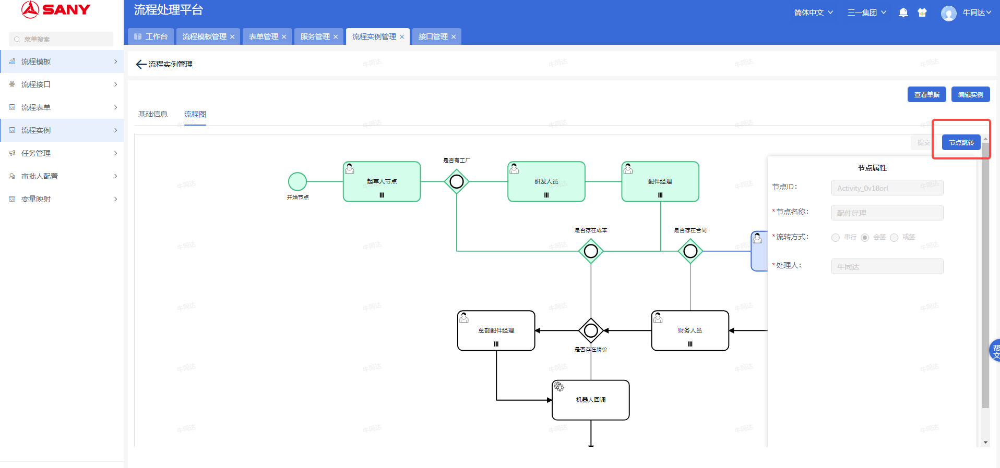 SANY
流程处理平台
简体中文
三一集团
牛同达
菜单搜索
工作台
流程模板管理
表单管理
服务管理
流程实例管理
接口管理
流程模板
流程接口
流程表单
流程实例
任务管理
审批人配置
变量映射
流程实例管理
查看单据
编辑实例
基础信息
流程图
提交
节点跳转
是否有工厂
起草人节点
研发人员
配件经理
开始节点
是否存在成本
是否存在合同
总部配件经理
财务人员
是否存在牌价
机器人回调
节点属性
节点ID：
Activity_0v18orl
*节点名称：
配件经理
*流转方式：
串行
会签
或签
*处理人：
牛同达
帮
文
牛同达